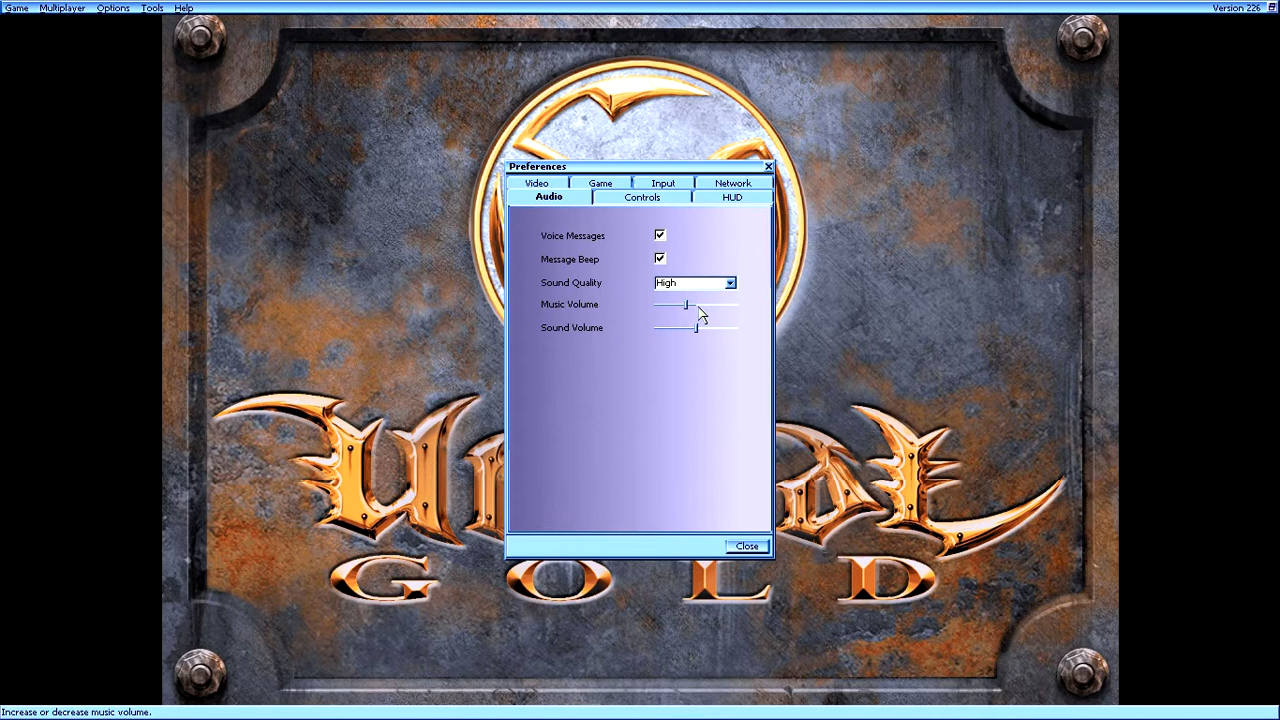 Game Multiplayer Options Tools Help Version 226
Preferences
Video Game Input Network
Audio Controls HUD
Voice Messages
Message Beep
Sound Quality High
Music Volume
Sound Volume
Close
GOLD
Increase or decrease music volume.